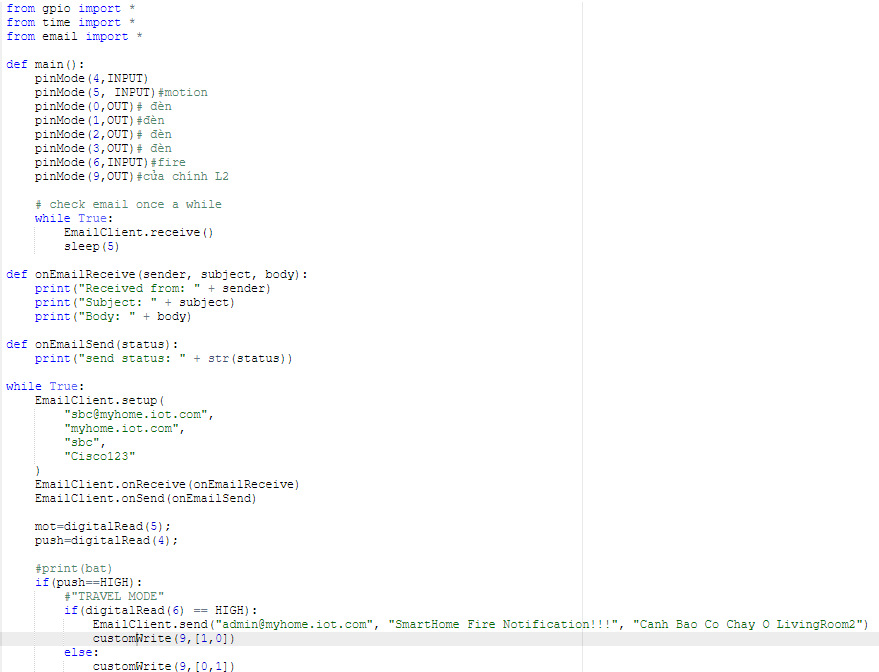 from gpio import *
from time import *
from email import *
def main():
    pinMode(4,INPUT)
    pinMode(5, INPUT)#motion
    pinMode(0,OUT)# đèn
    pinMode(1,OUT)#đèn
    pinMode(2,OUT)# đèn
    pinMode(3,OUT)# đèn
    pinMode(6,INPUT)#fire
    pinMode(9,OUT)#cửa chính L2
    # check email once a while
    while True:
        EmailClient.receive()
        sleep(5)
def onEmailReceive(sender, subject, body):
    print("Received from: " + sender)
    print("Subject: " + subject)
    print("Body: " + body)
def onEmailSend(status):
    print("send status: " + str(status))
while True:
    EmailClient.setup(
        "sbc@myhome.iot.com",
        "myhome.iot.com",
        "sbc",
        "Cisco123"
    )
    EmailClient.onReceive(onEmailReceive)
    EmailClient.onSend(onEmailSend)
    mot=digitalRead(5);
    push=digitalRead(4);
    #print(bat)
    if(push==HIGH):
        #"TRAVEL MODE"
        if(digitalRead(6) == HIGH):
            EmailClient.send("admin@myhome.iot.com", "SmartHome Fire Notification!!!", "Canh Bao Co Chay O LivingRoom2")
            customWrite(9,[1,0])
        else:
            customWrite(9,[0,1])